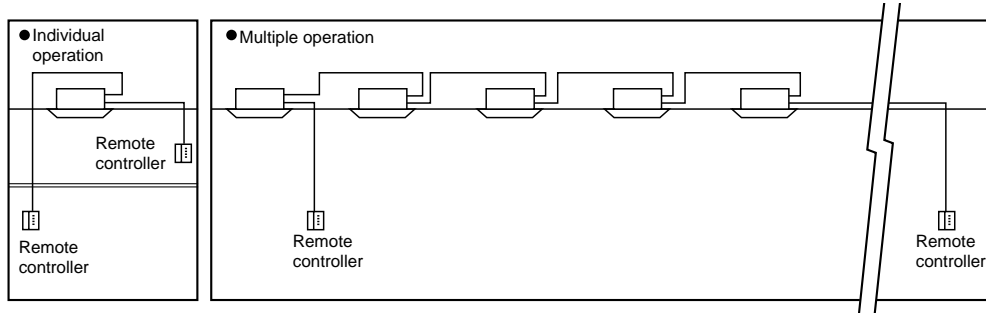 ● Individual
operation
Remote
controller
Remote
controller
● Multiple operation
Remote
controller
Remote
controller